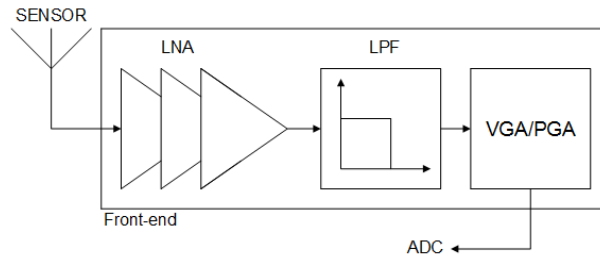 SENSOR
LNA
LPF
VGA/PGA
Front-end
ADC